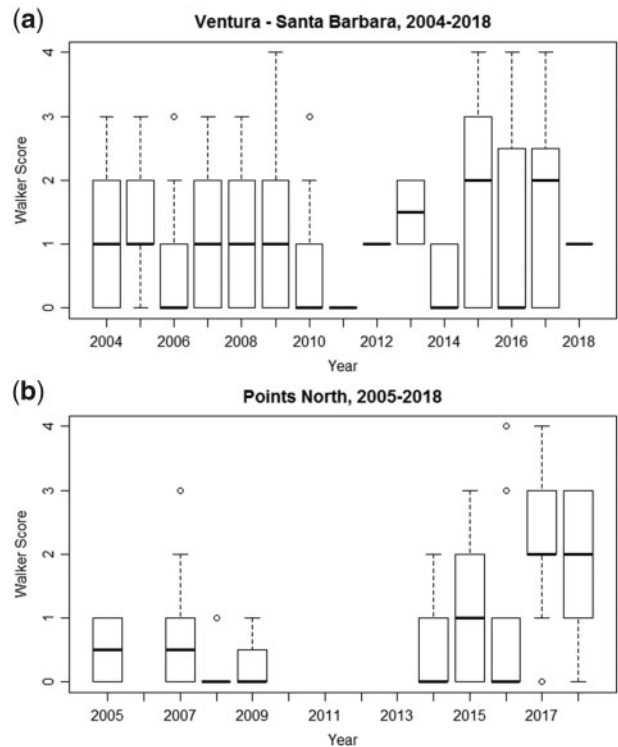 (a)
Ventura - Santa Barbara, 2004-2018
4
3
2
1
0
Walker Score
2004 2006 2008 2010 2012 2014 2016 2018
Year
(b)
Points North, 2005-2018
4
3
2
1
0
Walker Score
2005 2007 2009 2011 2013 2015 2017
Year